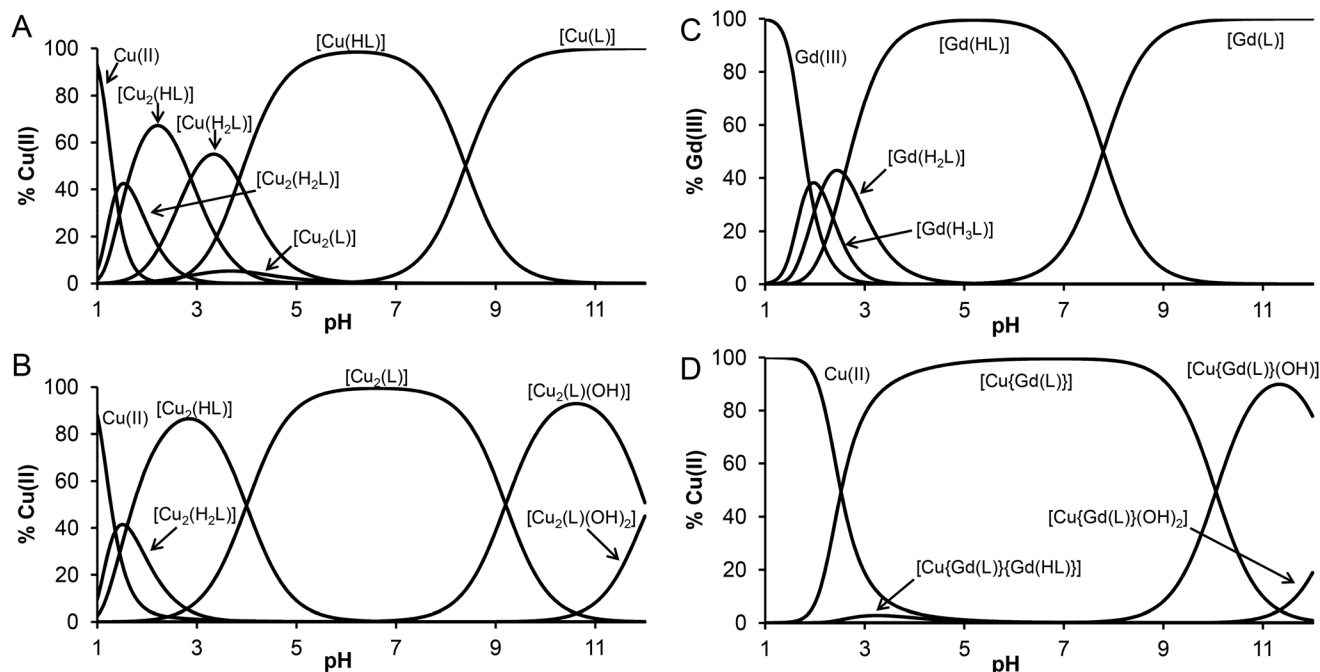 A
% Cu(II)
100
80
60
40
20
0
Cu(II)
[Cu₂(HL)]
[Cu(H₂L)]
[Cu₂(H₂L)]
[Cu₂(L)]
[Cu(HL)]
[Cu(L)]
1 3 5 7 9 11
pH
C
% Gd(III)
100
80
60
40
20
0
Gd(III)
[Gd(HL)]
[Gd(L)]
[Gd(H₂L)]
[Gd(H₃L)]
1 3 5 7 9 11
pH
B
% Cu(II)
100
80
60
40
20
0
Cu(II)
[Cu₂(HL)]
[Cu₂(L)]
[Cu₂(L)(OH)]
[Cu₂(H₂L)]
[Cu₂(L)(OH)₂]
1 3 5 7 9 11
pH
D
% Cu(II)
100
80
60
40
20
0
Cu(II)
[Cu{Gd(L)}]
[Cu{Gd(L)}(OH)]
[Cu{Gd(L)}(OH)₂]
[Cu{Gd(L)}{Gd(HL)}]
1 3 5 7 9 11
pH